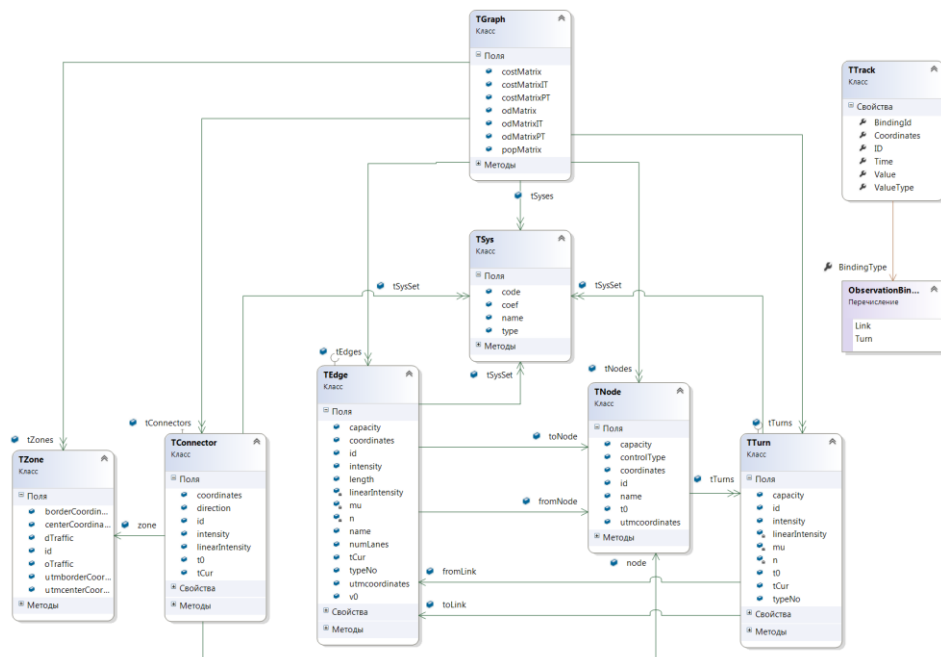 TGraph
Класс
Поля
costMatrix
costMatrixIT
costMatrixPT
odMatrix
odMatrixIT
odMatrixPT
popMatrix
Методы
TTrack
Класс
Свойства
BindingId
Coordinates
ID
Time
Value
ValueType
BindingType
ObservationBin...
Перечисление
Link
Turn
tSyses
TSys
Класс
Поля
code
coef
name
type
Методы
tSysSet
tSysSet
tSysSet
tEdges
TEdge
Класс
Поля
capacity
coordinates
id
intensity
length
linearIntensity
mu
n
name
numLanes
tCur
typeNo
utmcoordinates
v0
Свойства
Методы
tNodes
TNode
Класс
Поля
capacity
controlType
coordinates
id
name
t0
utmcoordinates
Методы
toNode
fromNode
node
tTurns
tTurns
TTurn
Класс
Поля
capacity
id
intensity
linearIntensity
mu
n
t0
tCur
typeNo
Свойства
Методы
fromLink
toLink
tConnectors
TConnector
Класс
Поля
coordinates
direction
id
intensity
linearIntensity
t0
tCur
Свойства
Методы
zone
tZones
TZone
Класс
Поля
borderCoordin...
centerCoordina...
dTraffic
id
oTraffic
utmborderCoor...
utmcenterCoor...
Методы